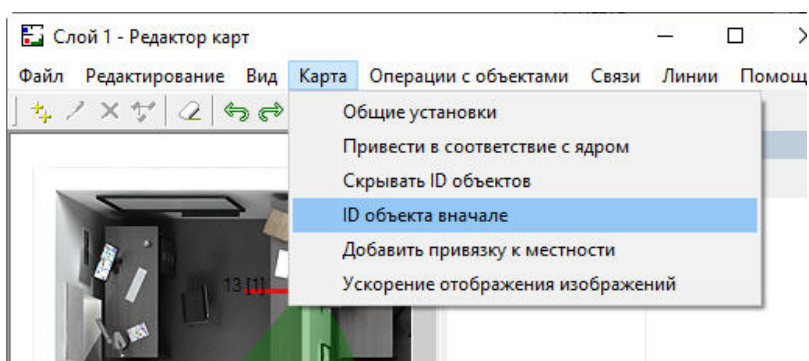 Слой 1 - Редактор карт
Файл Редактирование Вид Карта Операции с объектами Связи Линии Помощ
Общие установки
Привести в соответствие с ядром
Скрывать ID объектов
ID объекта вначале
Добавить привязку к местности
Ускорение отображения изображений
13 [1]